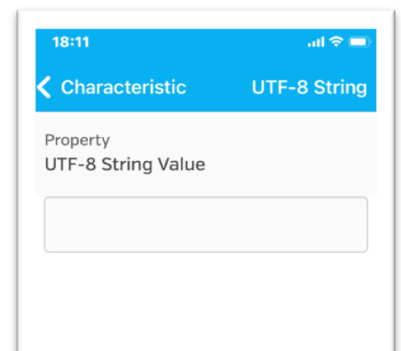 18:11
Characteristic UTF-8 String
Property
UTF-8 String Value